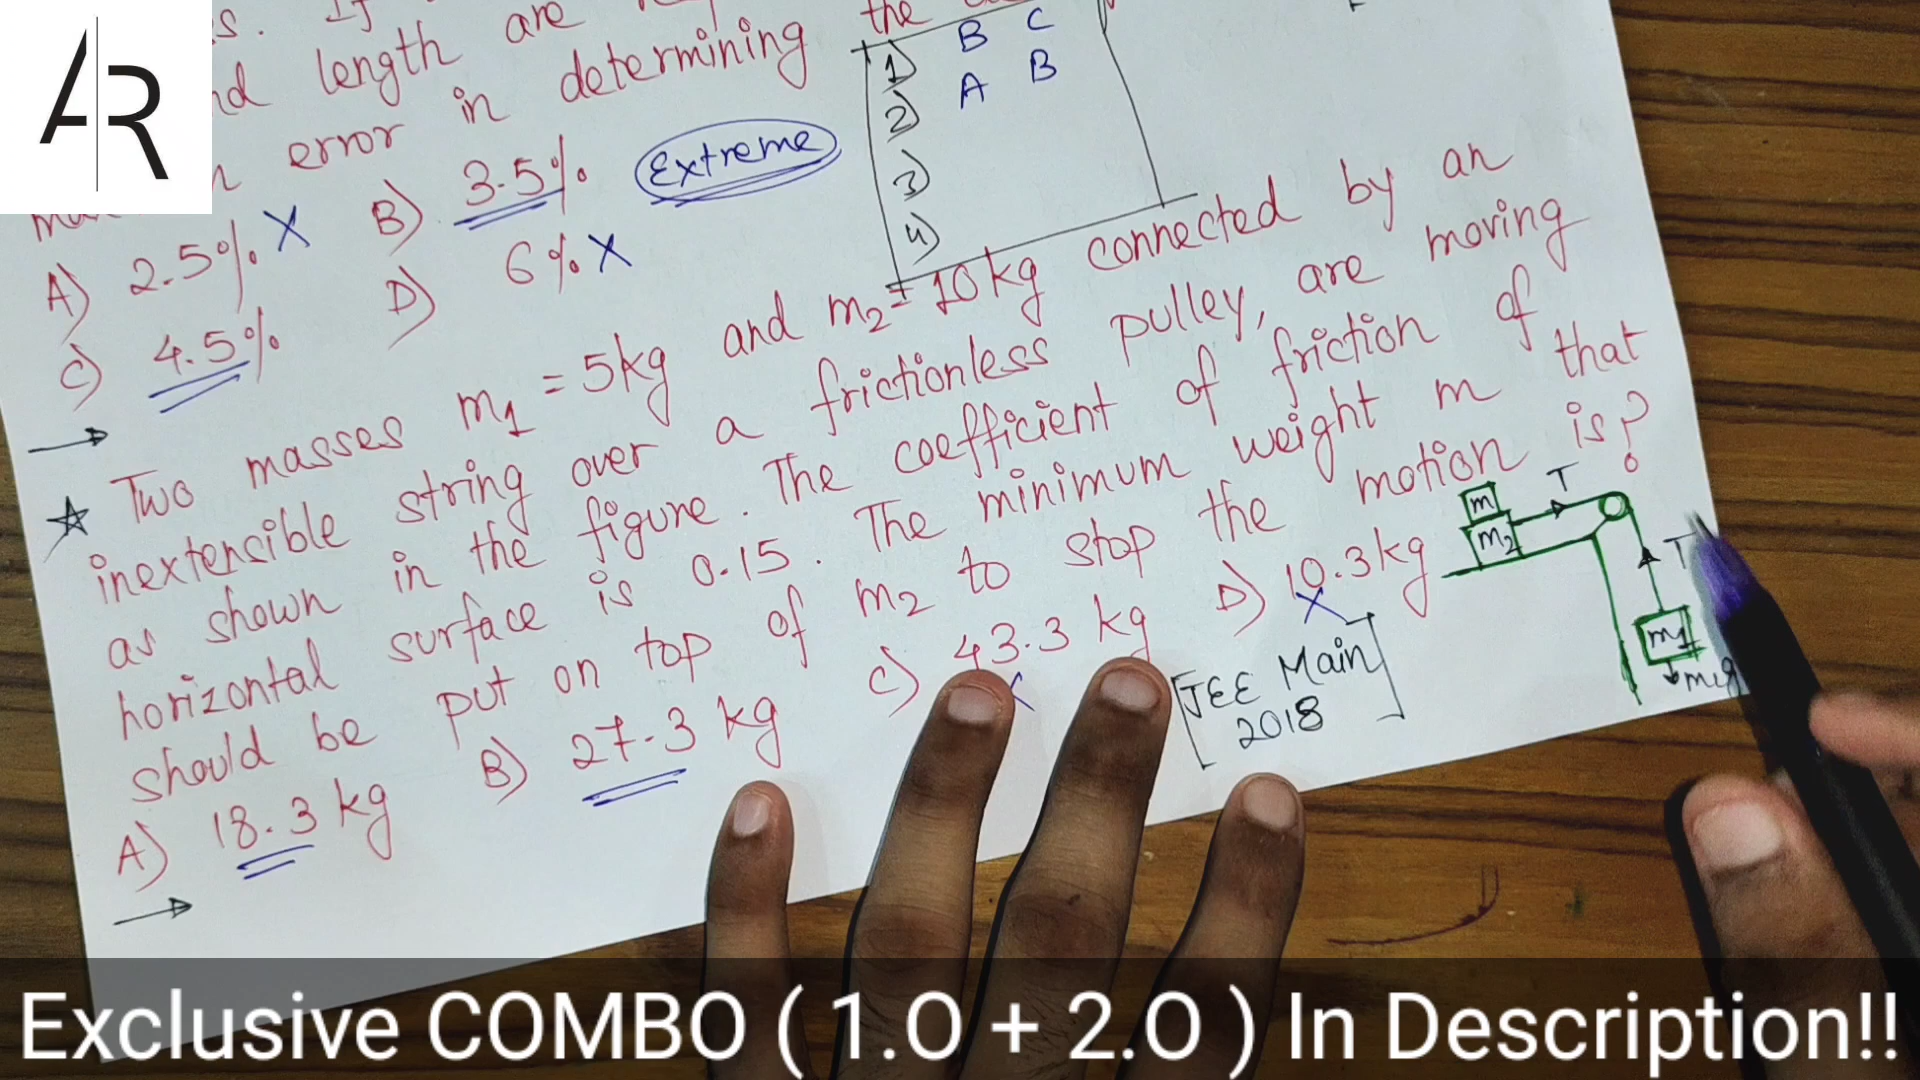 AR
s. If
length are
error in determining the
1) B C
2) A B
3)
4)
Extreme
A) 2.5% X B) 3.5%
C) 4.5% D) 6% X
Two masses m1 = 5kg and m2 = 10kg connected by an
inextensible string over a frictionless pulley, are moving
as shown in the figure. The coefficient of friction of
horizontal surface is 0.15. The minimum weight m that
should be put on top of m2 to stop the motion is?
A) 18.3 kg B) 27.3 kg C) 43.3 kg D) 10.3kg
[JEE Main
2018]
m
m2
T
T
m1
m1g
Exclusive COMBO ( 1.O + 2.O ) In Description!!